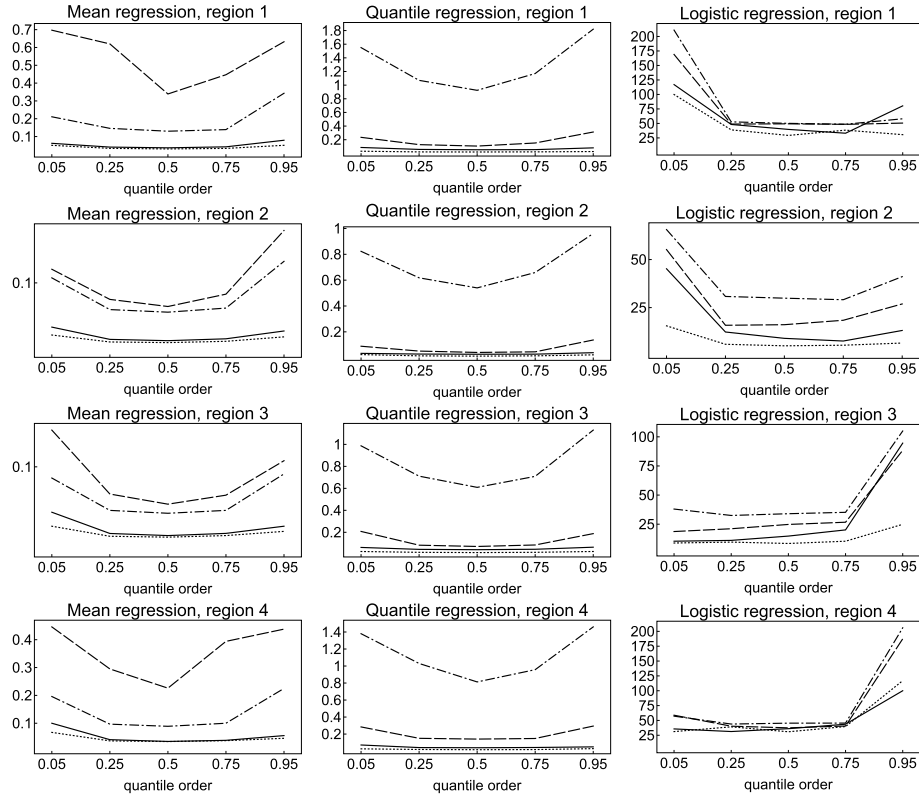 Mean regression, region 1
0.7
0.6
0.5
0.4
0.3
0.2
0.1
0.05 0.25 0.5 0.75 0.95
quantile order
Quantile regression, region 1
1.8
1.6
1.4
1.2
1
0.8
0.6
0.4
0.2
0.05 0.25 0.5 0.75 0.95
quantile order
Logistic regression, region 1
200
175
150
125
100
75
50
25
0.05 0.25 0.5 0.75 0.95
quantile order
Mean regression, region 2
0.1
0.05 0.25 0.5 0.75 0.95
quantile order
Quantile regression, region 2
1
0.8
0.6
0.4
0.2
0.05 0.25 0.5 0.75 0.95
quantile order
Logistic regression, region 2
50
25
0.05 0.25 0.5 0.75 0.95
quantile order
Mean regression, region 3
0.1
0.05 0.25 0.5 0.75 0.95
quantile order
Quantile regression, region 3
1
0.8
0.6
0.4
0.2
0.05 0.25 0.5 0.75 0.95
quantile order
Logistic regression, region 3
100
75
50
25
0.05 0.25 0.5 0.75 0.95
quantile order
Mean regression, region 4
0.4
0.3
0.2
0.1
0.05 0.25 0.5 0.75 0.95
quantile order
Quantile regression, region 4
1.4
1.2
1
0.8
0.6
0.4
0.2
0.05 0.25 0.5 0.75 0.95
quantile order
Logistic regression, region 4
200
175
150
125
100
75
50
25
0.05 0.25 0.5 0.75 0.95
quantile order